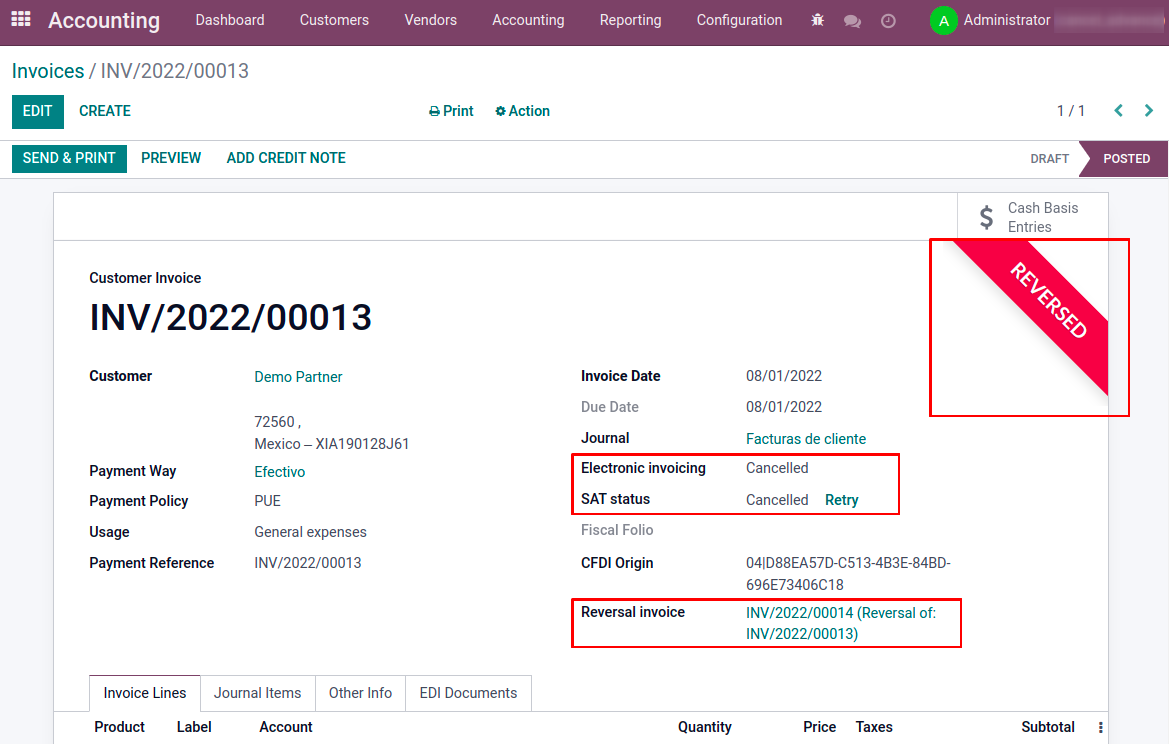 Accounting Dashboard Customers Vendors Accounting Reporting Configuration A Administrator
Invoices / INV/2022/00013
EDIT CREATE Print Action 1 / 1
SEND & PRINT PREVIEW ADD CREDIT NOTE DRAFT POSTED
$ Cash Basis
Entries
REVERSED
Customer Invoice
INV/2022/00013
Customer Demo Partner
72560 ,
Mexico – XIA190128J61
Payment Way Efectivo
Payment Policy PUE
Usage General expenses
Payment Reference INV/2022/00013
Invoice Date 08/01/2022
Due Date 08/01/2022
Journal Facturas de cliente
Electronic invoicing Cancelled
SAT status Cancelled Retry
Fiscal Folio
CFDI Origin 04|D88EA57D-C513-4B3E-84BD-
696E73406C18
Reversal invoice INV/2022/00014 (Reversal of:
INV/2022/00013)
Invoice Lines Journal Items Other Info EDI Documents
Product Label Account Quantity Price Taxes Subtotal